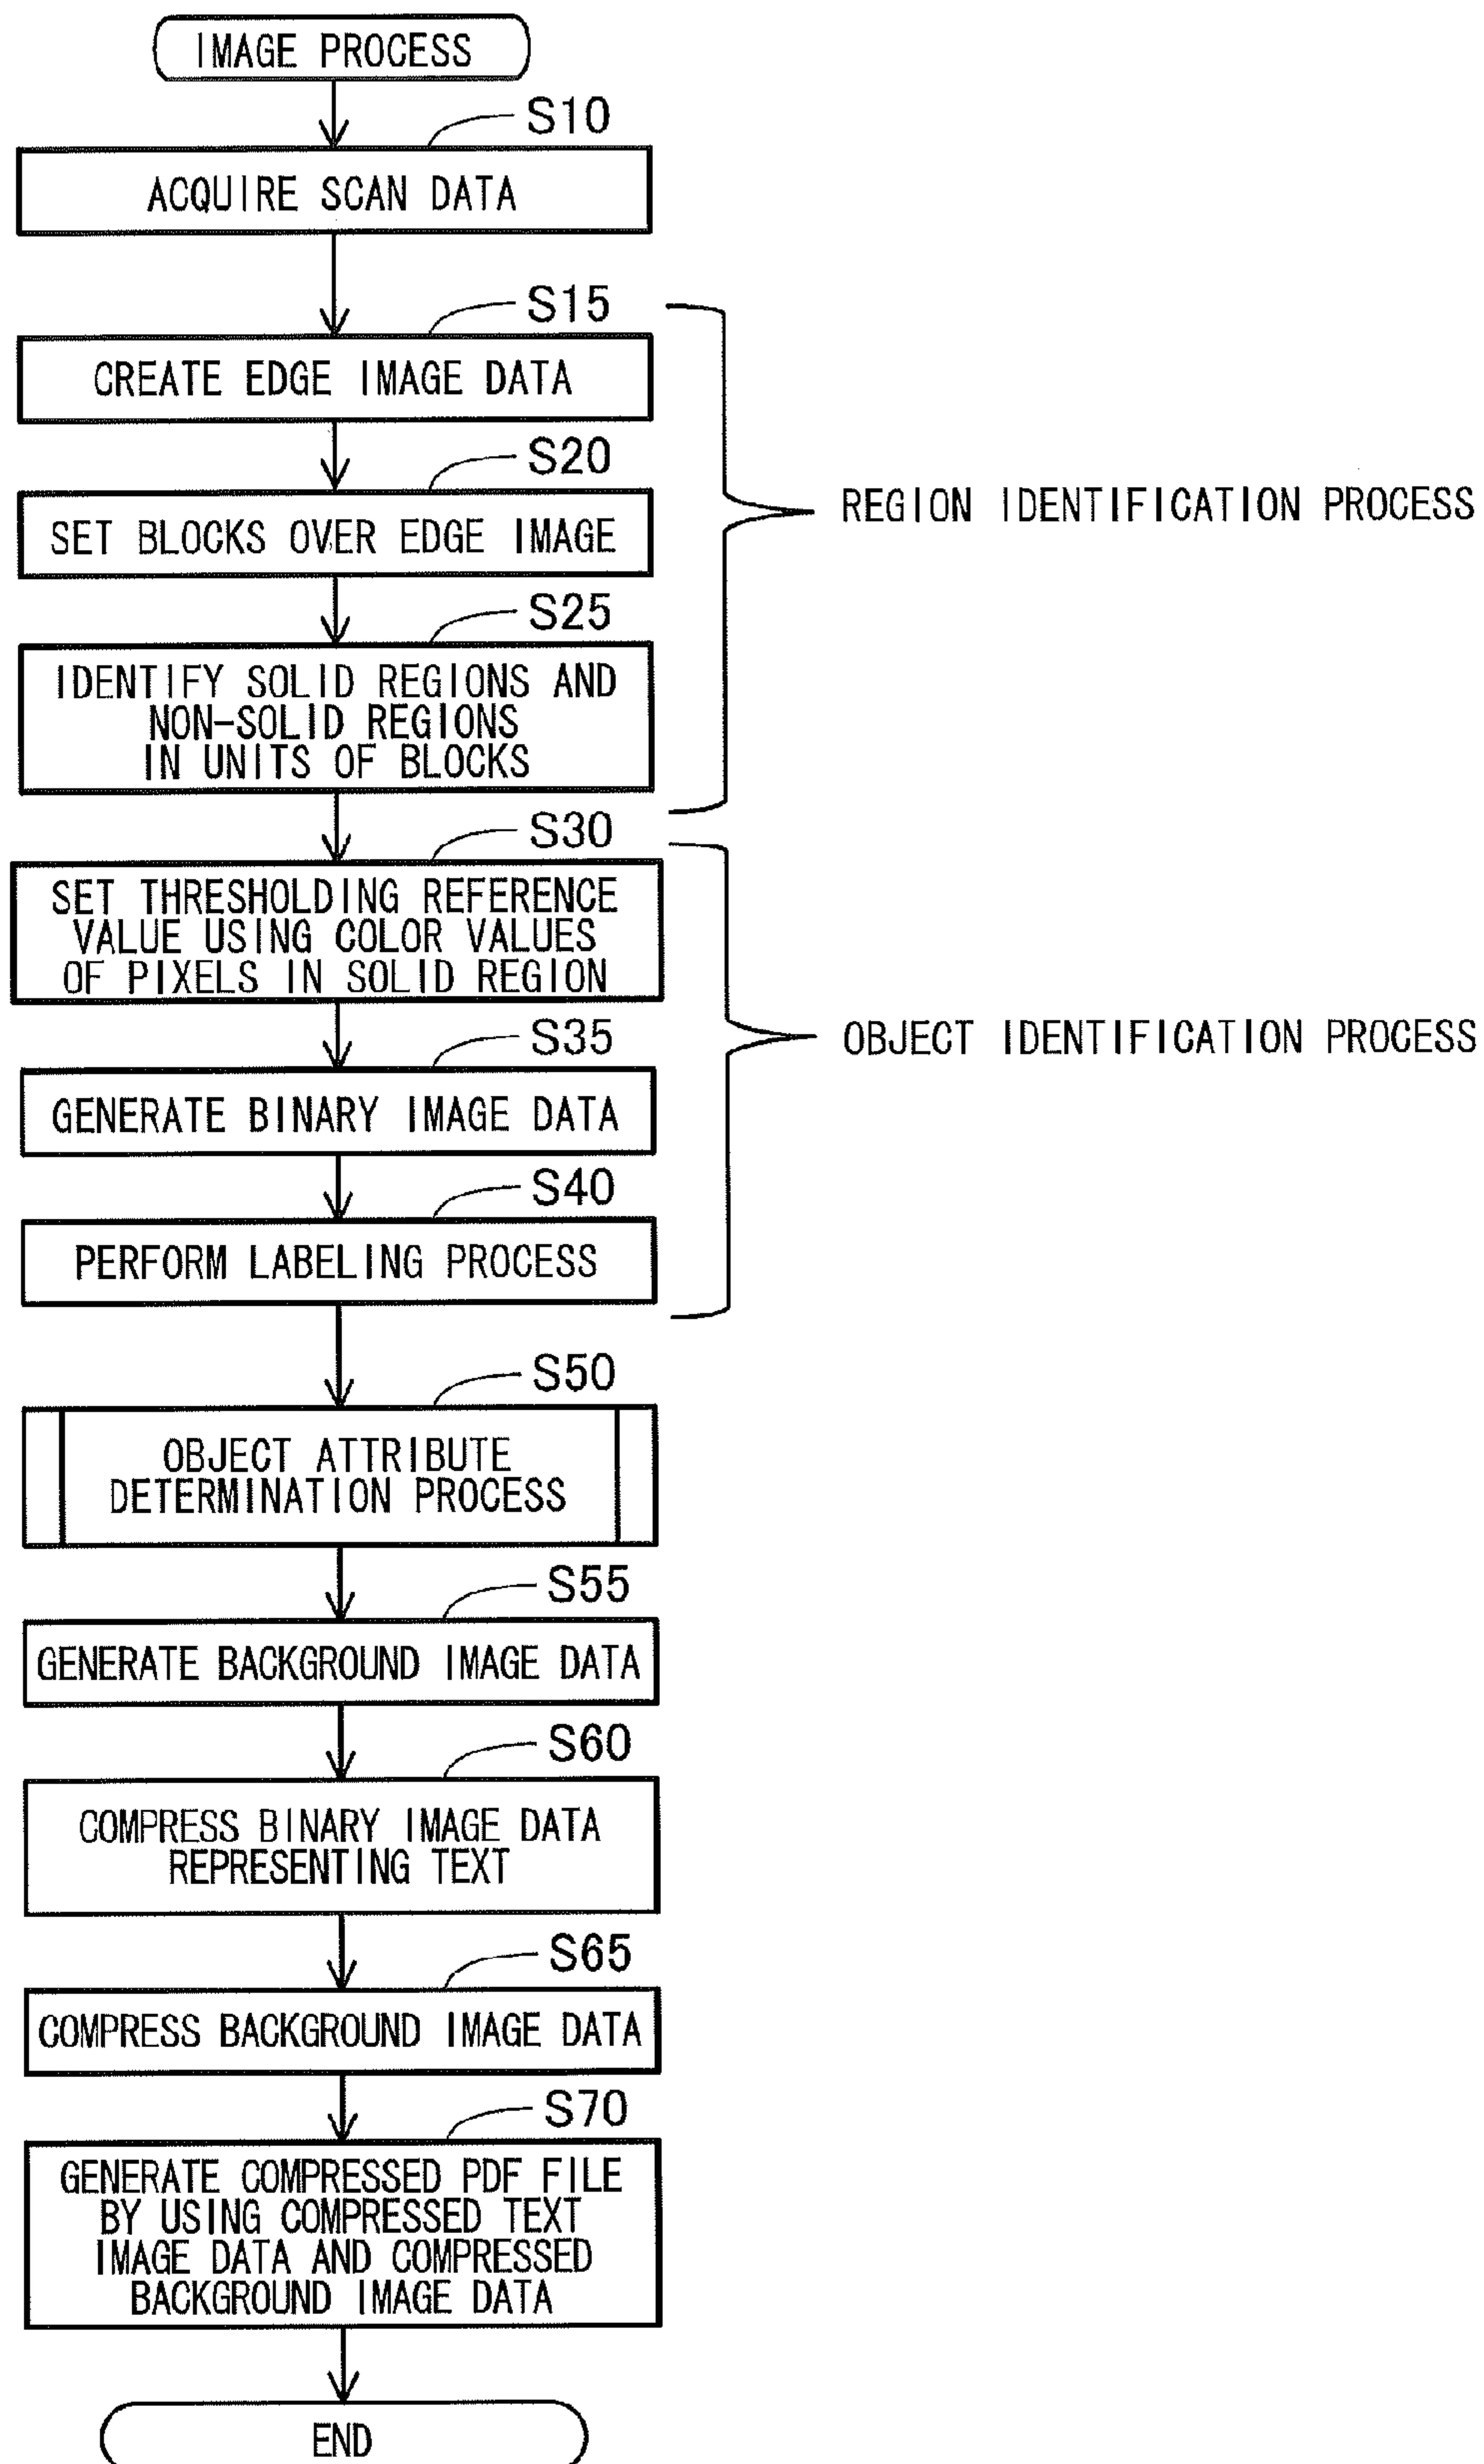 IMAGE PROCESS
S10
ACQUIRE SCAN DATA
S15
CREATE EDGE IMAGE DATA
S20
SET BLOCKS OVER EDGE IMAGE
REGION IDENTIFICATION PROCESS
S25
IDENTIFY SOLID REGIONS AND
NON-SOLID REGIONS
IN UNITS OF BLOCKS
S30
SET THRESHOLDING REFERENCE
VALUE USING COLOR VALUES
OF PIXELS IN SOLID REGION
OBJECT IDENTIFICATION PROCESS
S35
GENERATE BINARY IMAGE DATA
S40
PERFORM LABELING PROCESS
S50
OBJECT ATTRIBUTE
DETERMINATION PROCESS
S55
GENERATE BACKGROUND IMAGE DATA
S60
COMPRESS BINARY IMAGE DATA
REPRESENTING TEXT
S65
COMPRESS BACKGROUND IMAGE DATA
S70
GENERATE COMPRESSED PDF FILE
BY USING COMPRESSED TEXT
IMAGE DATA AND COMPRESSED
BACKGROUND IMAGE DATA
END